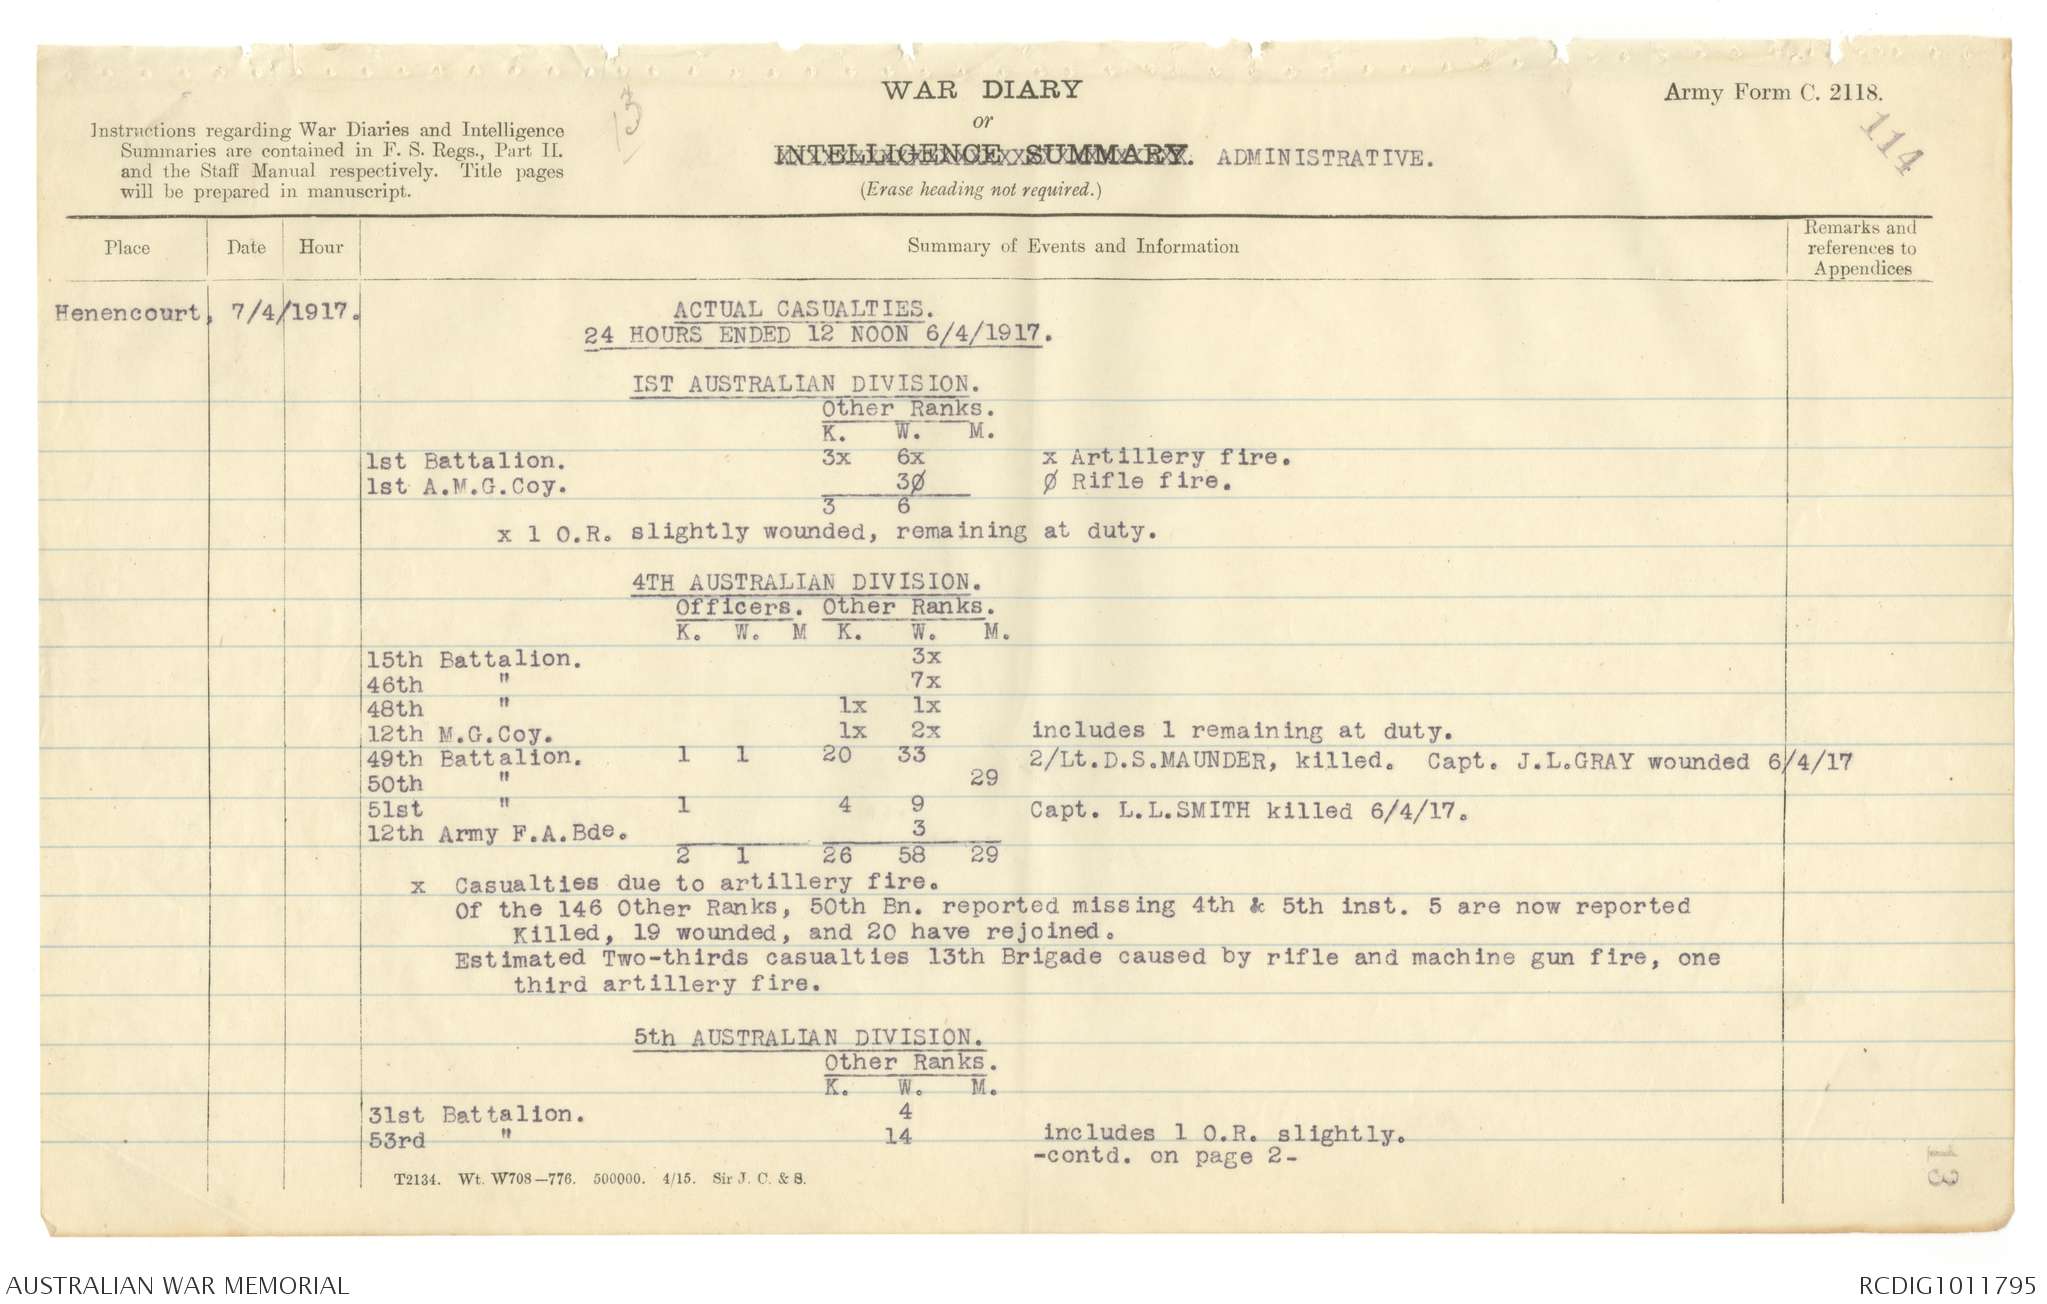 WAR DIARY
or
INTELLIGENCE SUMMARY. ADMINISTRATIVE.
(Erase heading not required.)
Army Form C. 2118.
13
114
Instructions regarding War Diaries and Intelligence
Summaries are contained in F. S. Regs., Part II.
and the Staff Manual respectively. Title pages
will be prepared in manuscript.
Place Date Hour Summary of Events and Information Remarks and references to Appendices
Henencourt, 7/4/1917. ACTUAL CASUALTIES.
24 HOURS ENDED 12 NOON 6/4/1917.
IST AUSTRALIAN DIVISION.
Other Ranks.
K. W. M.
1st Battalion. 3x 6x x Artillery fire.
1st A.M.G.Coy. 3Ø Ø Rifle fire.
3 6
x 1 O.R. slightly wounded, remaining at duty.
4TH AUSTRALIAN DIVISION.
Officers. Other Ranks.
K. W. M K. W. M.
15th Battalion. 3x
46th " 7x
48th " 1x 1x
12th M.G.Coy. 1x 2x includes 1 remaining at duty.
49th Battalion. 1 1 20 33 2/Lt.D.S.MAUNDER, killed. Capt. J.L.GRAY wounded 6/4/17
50th " 29
51st " 1 4 9 Capt. L.L.SMITH killed 6/4/17.
12th Army F.A.Bde. 3
2 1 26 58 29
x Casualties due to artillery fire.
Of the 146 Other Ranks, 50th Bn. reported missing 4th & 5th inst. 5 are now reported
Killed, 19 wounded, and 20 have rejoined.
Estimated Two-thirds casualties 13th Brigade caused by rifle and machine gun fire, one
third artillery fire.
5th AUSTRALIAN DIVISION.
Other Ranks.
K. W. M.
31st Battalion. 4
53rd " 14 includes 1 O.R. slightly.
-contd. on page 2-
T2134. Wt. W708—776. 500000. 4/15. Sir J. C. & S.
13
AUSTRALIAN WAR MEMORIAL
RCDIG1011795